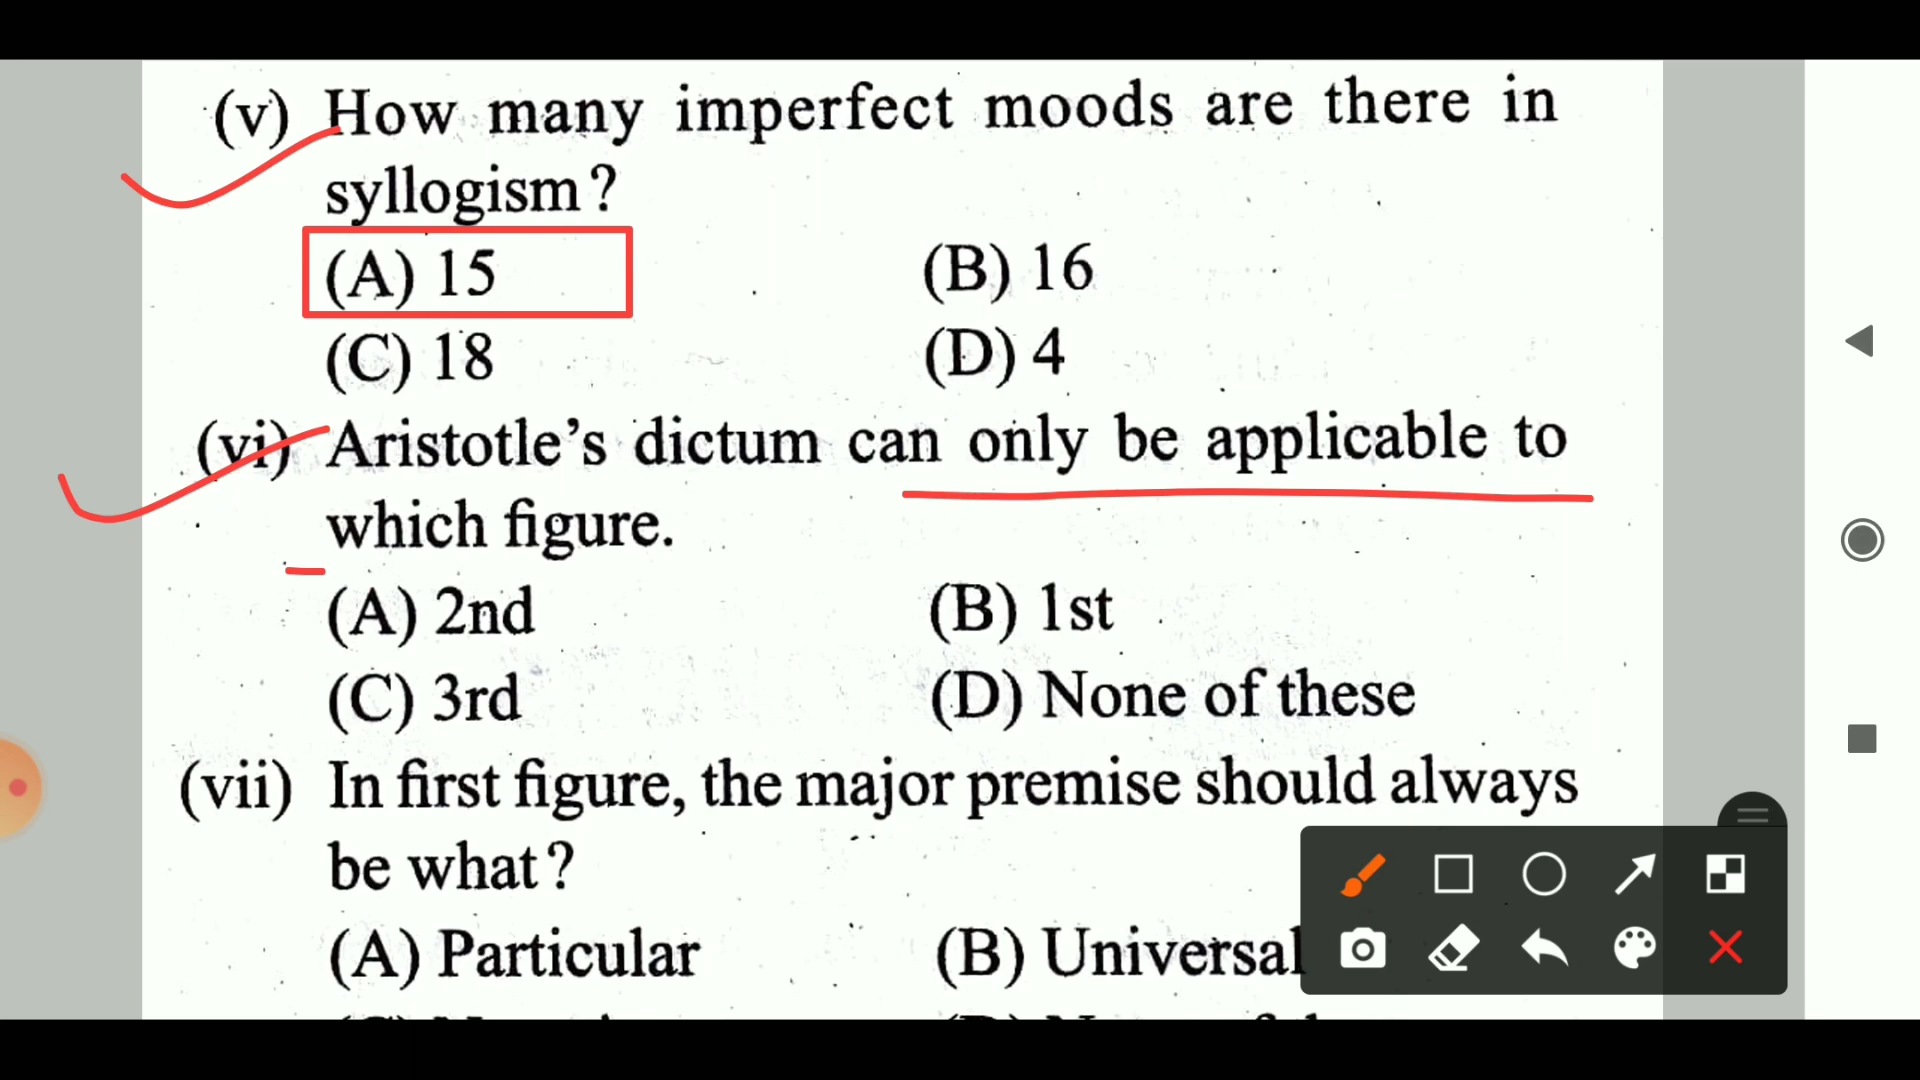 (v) How many imperfect moods are there in
syllogism?
(A) 15 (B) 16
(C) 18 (D) 4
(vi) Aristotle's dictum can only be applicable to
which figure.
(A) 2nd (B) 1st
(C) 3rd (D) None of these
(vii) In first figure, the major premise should always
be what?
(A) Particular (B) Universal